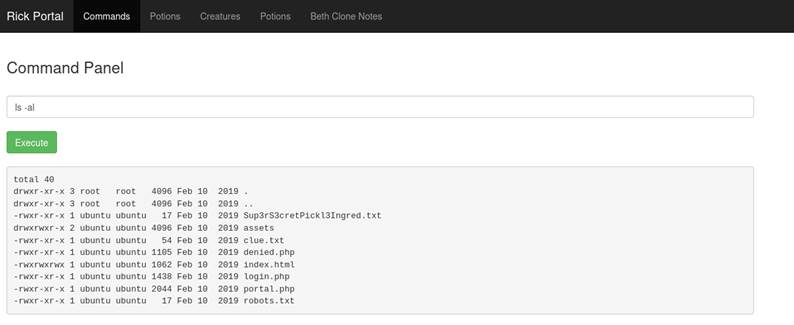 Rick Portal Commands Potions Creatures Potions Beth Clone Notes
Command Panel
ls -al
Execute
total 40
drwxr-xr-x 3 root   root   4096 Feb 10  2019 .
drwxr-xr-x 3 root   root   4096 Feb 10  2019 ..
-rwxr-xr-x 1 ubuntu ubuntu   17 Feb 10  2019 Sup3rS3cretPickl3Ingred.txt
drwxrwxr-x 2 ubuntu ubuntu 4096 Feb 10  2019 assets
-rwxr-xr-x 1 ubuntu ubuntu   54 Feb 10  2019 clue.txt
-rwxr-xr-x 1 ubuntu ubuntu 1105 Feb 10  2019 denied.php
-rwxrwxrwx 1 ubuntu ubuntu 1062 Feb 10  2019 index.html
-rwxr-xr-x 1 ubuntu ubuntu 1438 Feb 10  2019 login.php
-rwxr-xr-x 1 ubuntu ubuntu 2044 Feb 10  2019 portal.php
-rwxr-xr-x 1 ubuntu ubuntu   17 Feb 10  2019 robots.txt